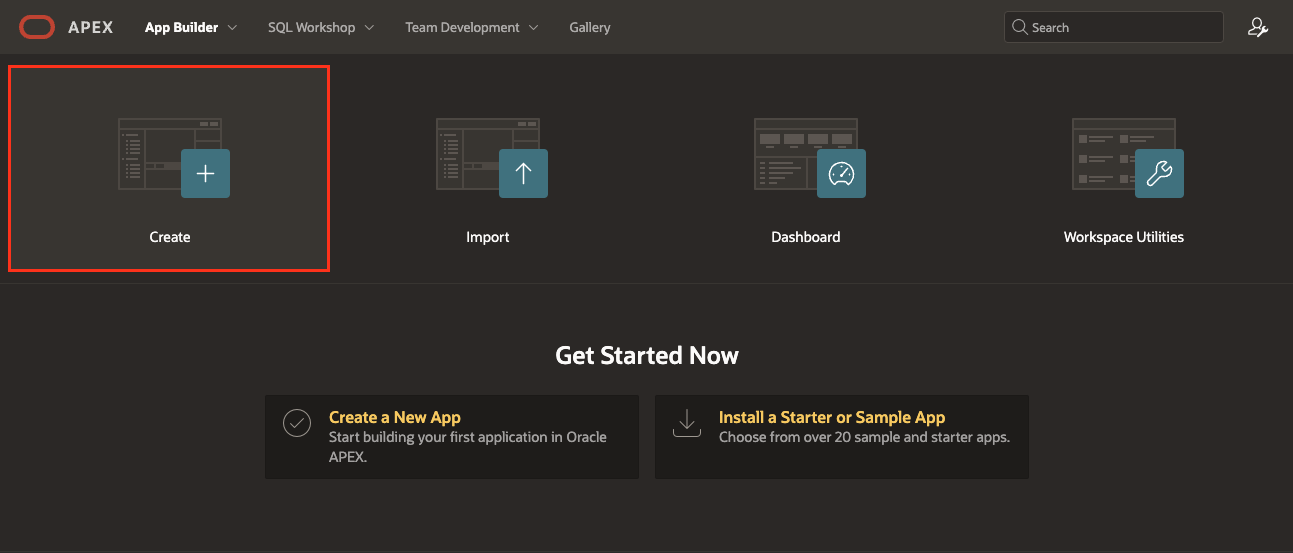 APEX App Builder SQL Workshop Team Development Gallery Search
Create Import Dashboard Workspace Utilities
Get Started Now
Create a New App
Start building your first application in Oracle
APEX.
Install a Starter or Sample App
Choose from over 20 sample and starter apps.